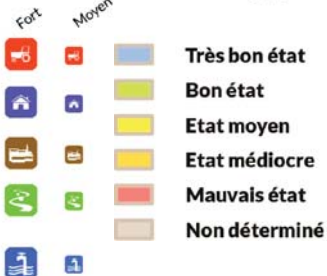 Fort
Moyen
Très bon état
Bon état
Etat moyen
Etat médiocre
Mauvais état
Non déterminé